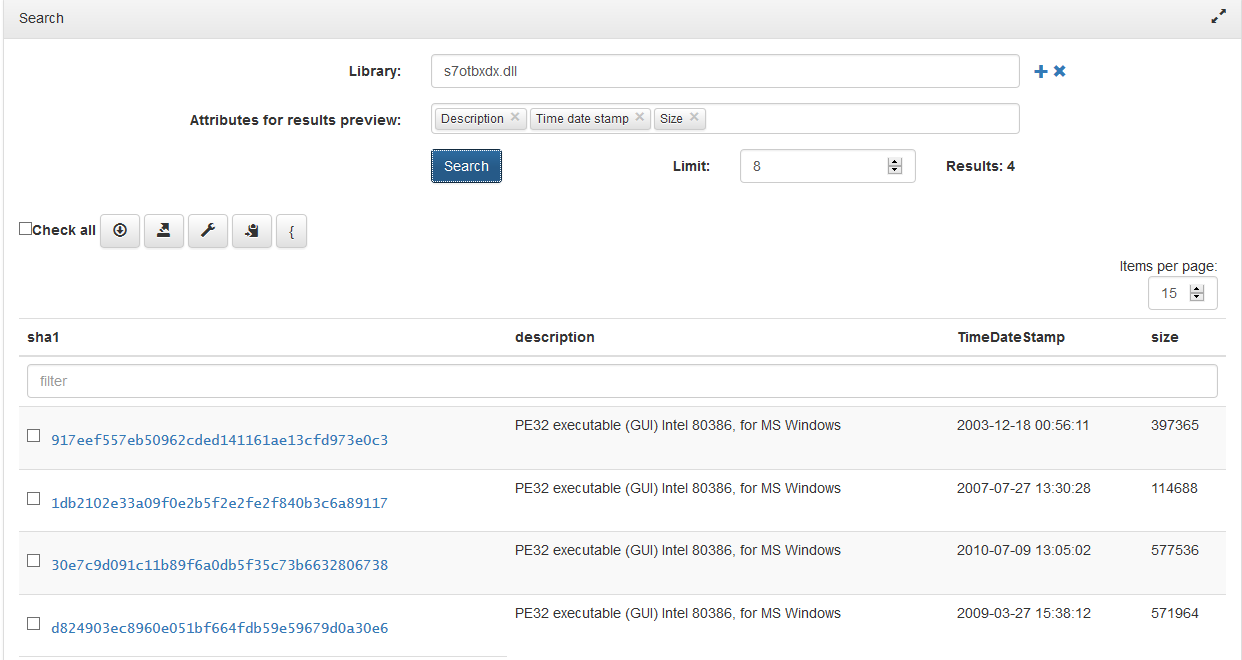 Search
Library: s7otbxdx.dll
Attributes for results preview: Description Time date stamp Size
Search Limit: 8 Results: 4
Check all {
Items per page:
15
sha1 description TimeDateStamp size
filter
917eef557eb50962cded141161ae13cfd973e0c3 PE32 executable (GUI) Intel 80386, for MS Windows 2003-12-18 00:56:11 397365
1db2102e33a09f0e2b5f2e2fe2f840b3c6a89117 PE32 executable (GUI) Intel 80386, for MS Windows 2007-07-27 13:30:28 114688
30e7c9d091c11b89f6a0db5f35c73b6632806738 PE32 executable (GUI) Intel 80386, for MS Windows 2010-07-09 13:05:02 577536
d824903ec8960e051bf664fdb59e59679d0a30e6 PE32 executable (GUI) Intel 80386, for MS Windows 2009-03-27 15:38:12 571964